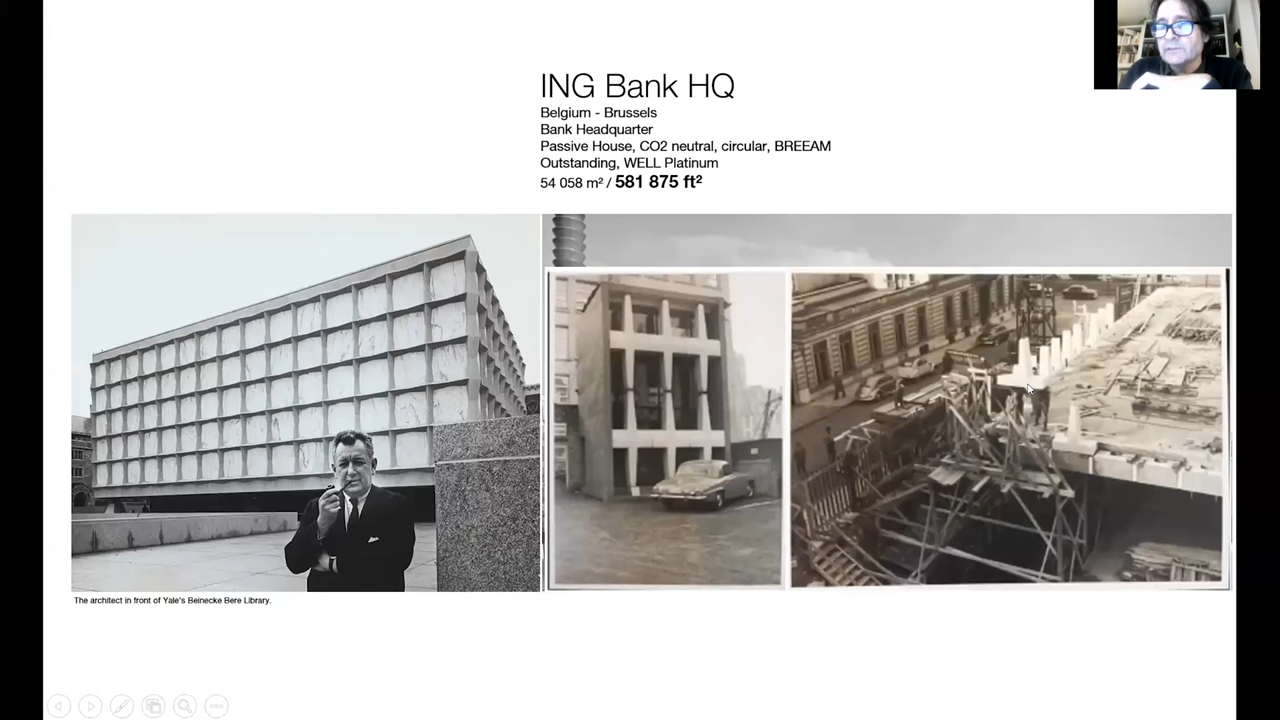 ING Bank HQ
Belgium - Brussels
Bank Headquarter
Passive House, CO2 neutral, circular, BREEAM
Outstanding, WELL Platinum
54 058 m² / 581 875 ft²
The architect in front of Yale's Beinecke Bere Library.